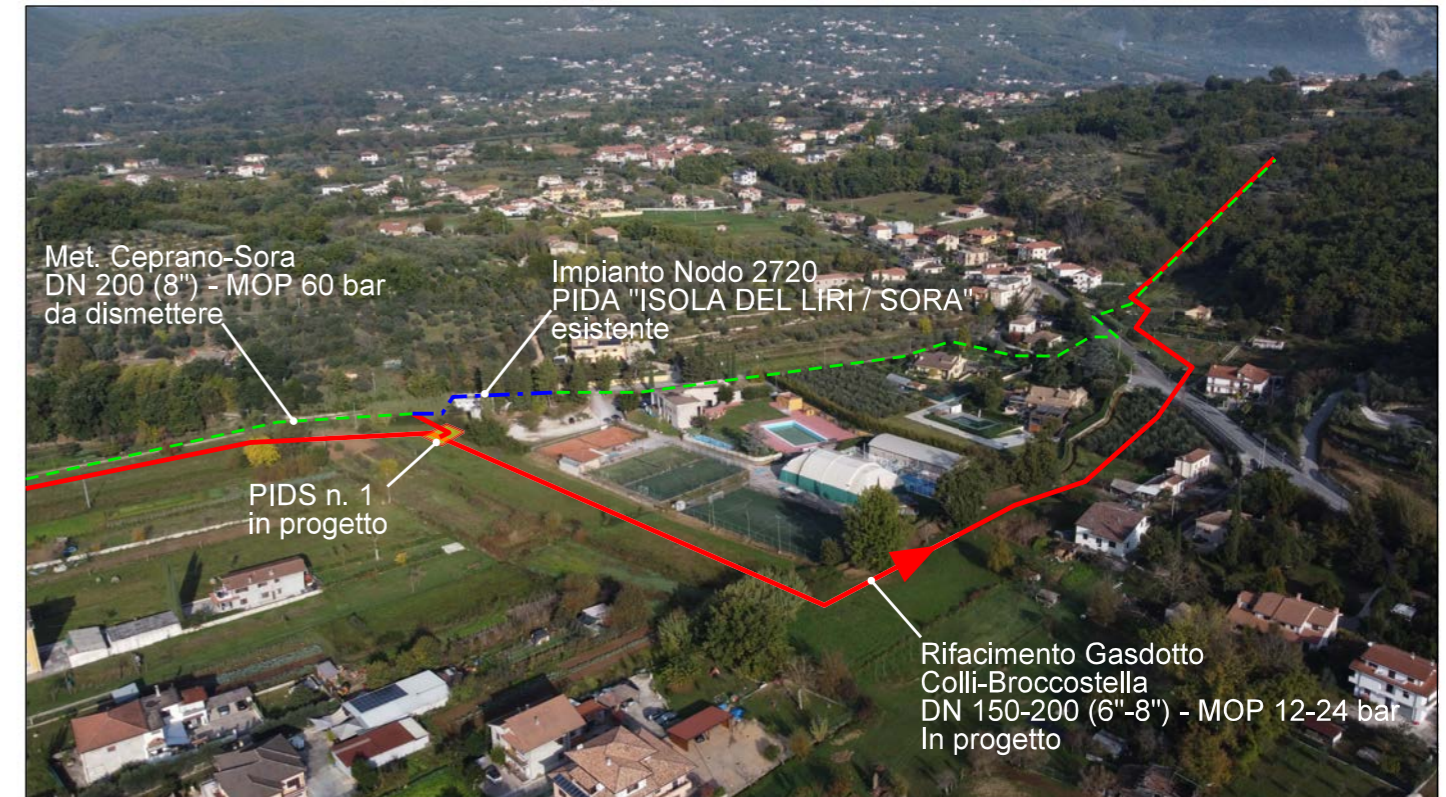 Met. Ceprano-Sora
DN 200 (8") - MOP 60 bar
da dismettere
Impianto Nodo 2720
PIDA "ISOLA DEL LIRI / SORA"
esistente
PIDS n. 1
in progetto
Rifacimento Gasdotto
Colli-Broccostella
DN 150-200 (6"-8") - MOP 12-24 bar
In progetto